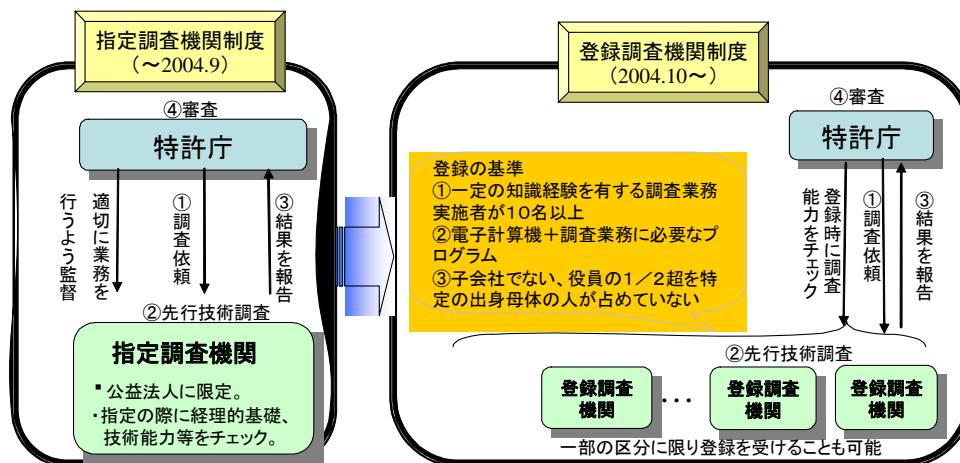 指定調査機関制度
（～2004.9）
④審査
特許庁
適切に業務を
行うよう監督
①調査依頼
③結果を報告
②先行技術調査
指定調査機関
▪公益法人に限定。
・指定の際に経理的基礎、
技術能力等をチェック。
登録調査機関制度
（2004.10～）
④審査
特許庁
登録の基準
①一定の知識経験を有する調査業務
実施者が１０名以上
②電子計算機＋調査業務に必要なプ
ログラム
③子会社でない、役員の１／２超を特
定の出身母体の人が占めていない
登録時に調査
能力をチェック
①調査依頼
③結果を報告
②先行技術調査
登録調査
機関
・・・
登録調査
機関
登録調査
機関
一部の区分に限り登録を受けることも可能